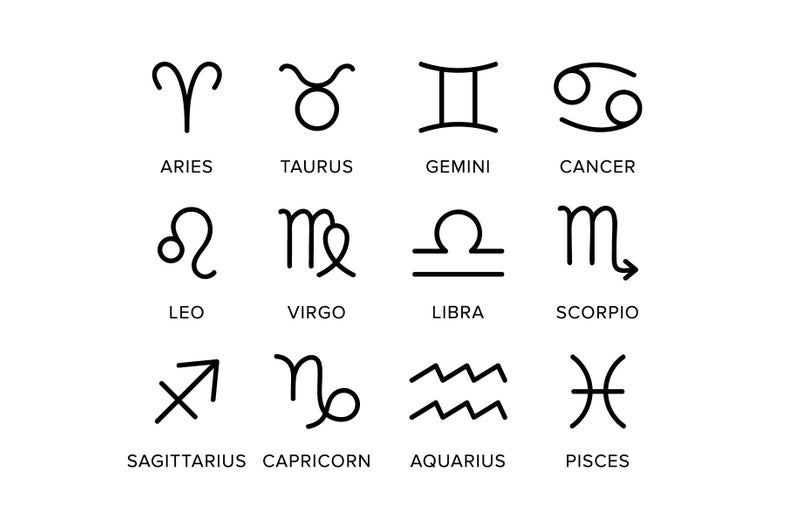 ARIES TAURUS GEMINI CANCER
LEO VIRGO LIBRA SCORPIO
SAGITTARIUS CAPRICORN AQUARIUS PISCES